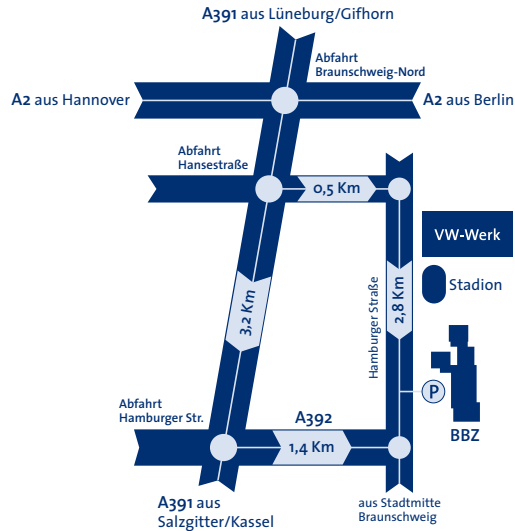 A391 aus Lüneburg/Gifhorn
Abfahrt
Braunschweig-Nord
A2 aus Hannover
A2 aus Berlin
Abfahrt
Hansestraße
0,5 Km
VW-Werk
Stadion
2,8 Km
Hamburger Straße
3,2 Km
P
BBZ
Abfahrt
Hamburger Str.
A392
1,4 Km
A391 aus
Salzgitter/Kassel
aus Stadtmitte
Braunschweig